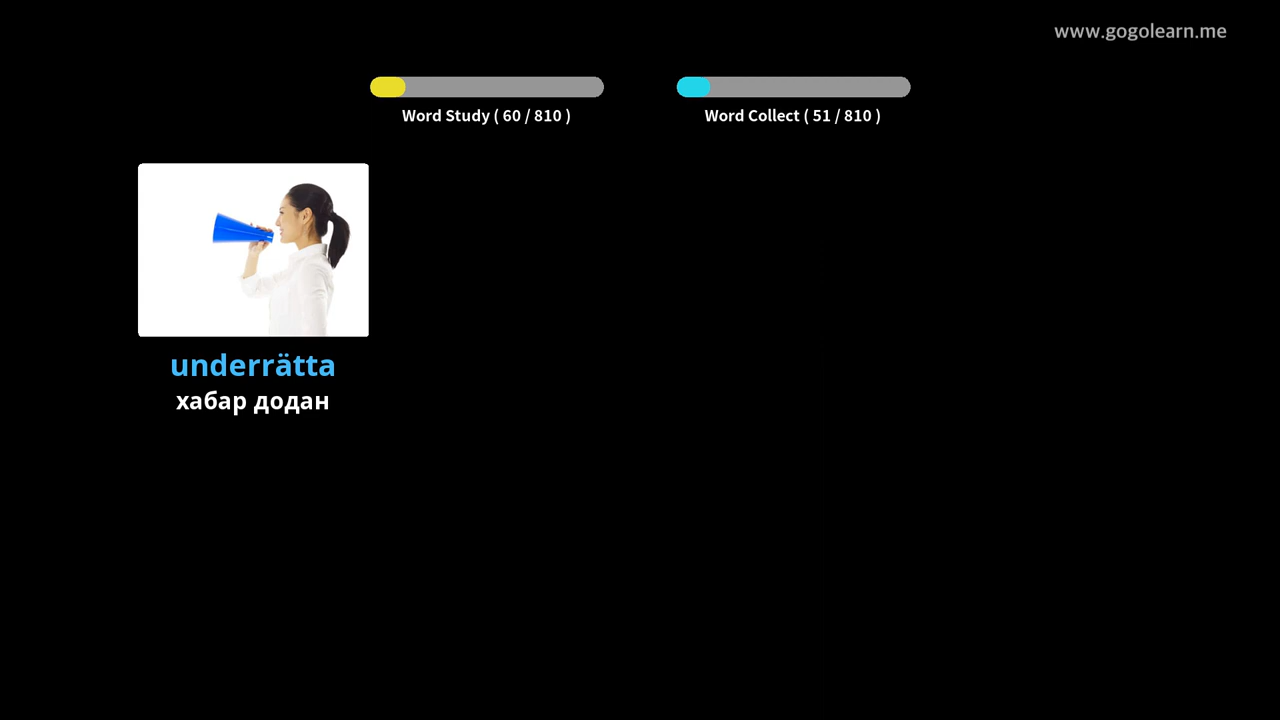 www.gogolearn.me
Word Study ( 60 / 810 )
Word Collect ( 51 / 810 )
underrätta
хабар додан